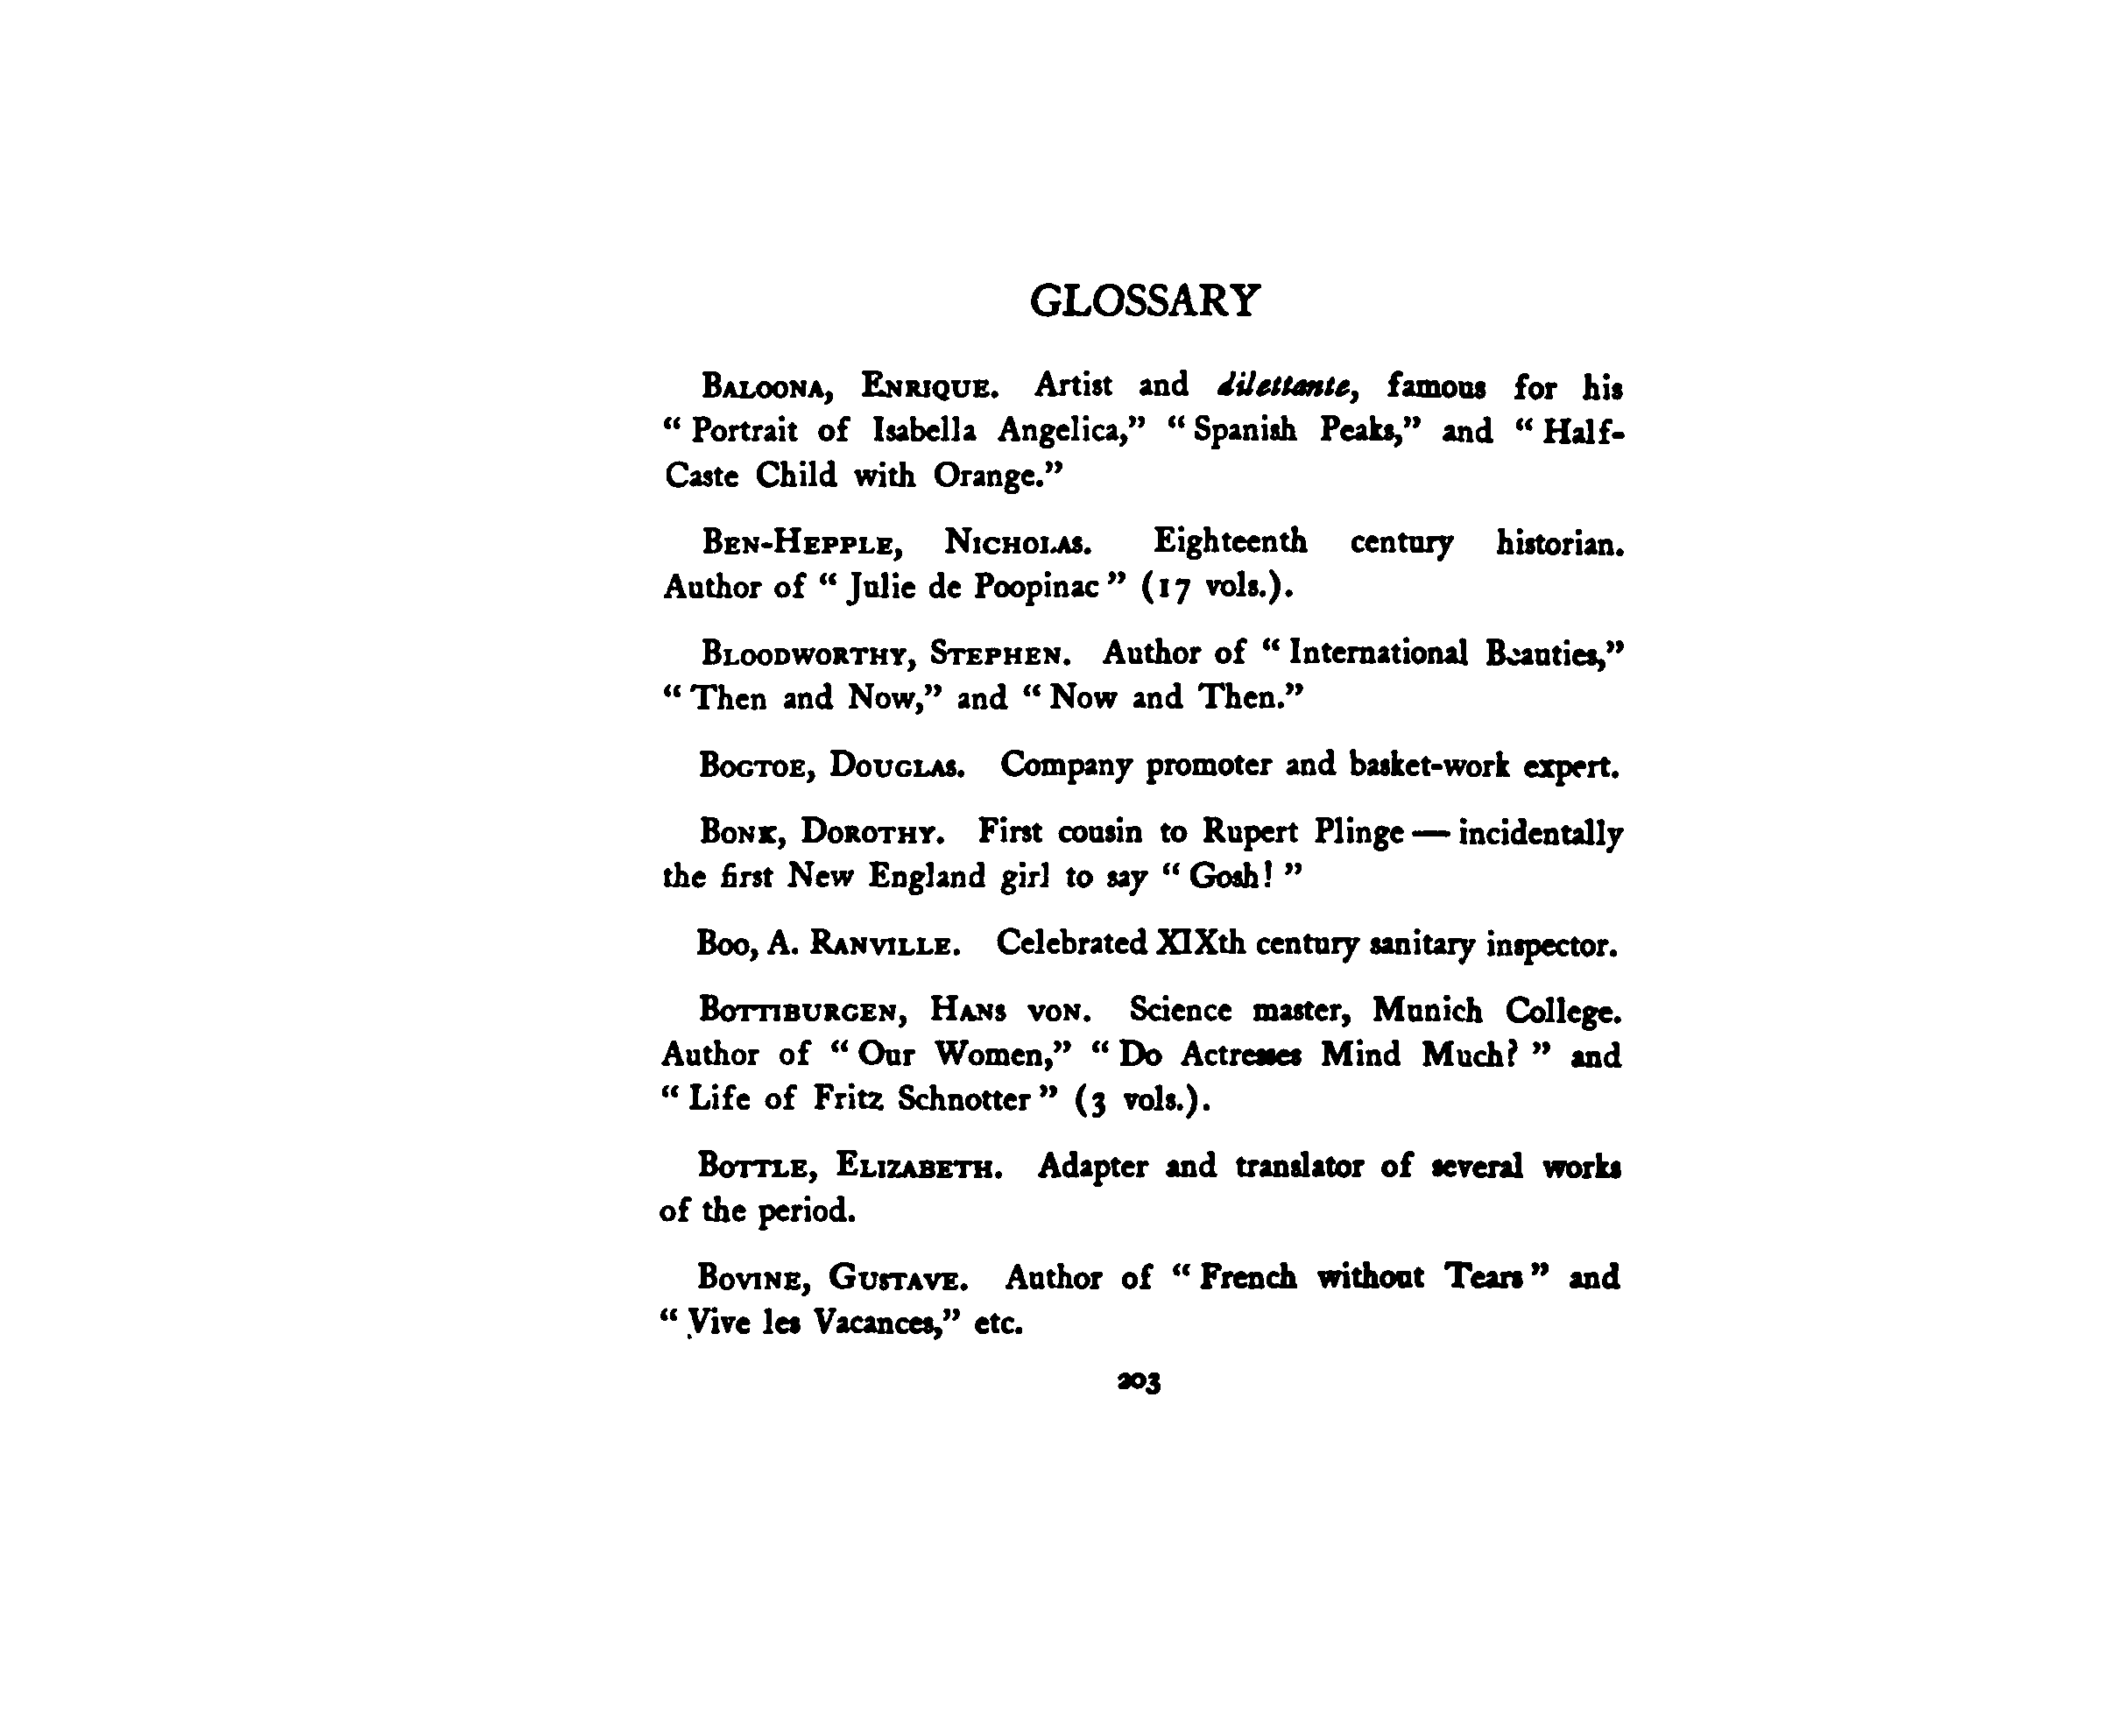 GLOSSARY
BALOONA, ENRIQUE. Artist and dilettante, famous for his
“ Portrait of Isabella Angelica,” “ Spanish Peaks,” and “ Half-
Caste Child with Orange.”
BEN-HEPPLE, NICHOLAS. Eighteenth century historian.
Author of “ Julie de Poopinac ” (17 vols.).
BLOODWORTHY, STEPHEN. Author of “ International Beauties,”
“ Then and Now,” and “ Now and Then.”
BOGTOE, DOUGLAS. Company promoter and basket-work expert.
BONK, DOROTHY. First cousin to Rupert Plinge — incidentally
the first New England girl to say “ Gosh! ”
BOO, A. RANVILLE. Celebrated XIXth century sanitary inspector.
BOTTIBURGEN, HANS VON. Science master, Munich College.
Author of “ Our Women,” “ Do Actresses Mind Much? ” and
“ Life of Fritz Schnotter ” (3 vols.).
BOTTLE, ELIZABETH. Adapter and translator of several works
of the period.
BOVINE, GUSTAVE. Author of “ French without Tears ” and
“ Vive les Vacances,” etc.
203